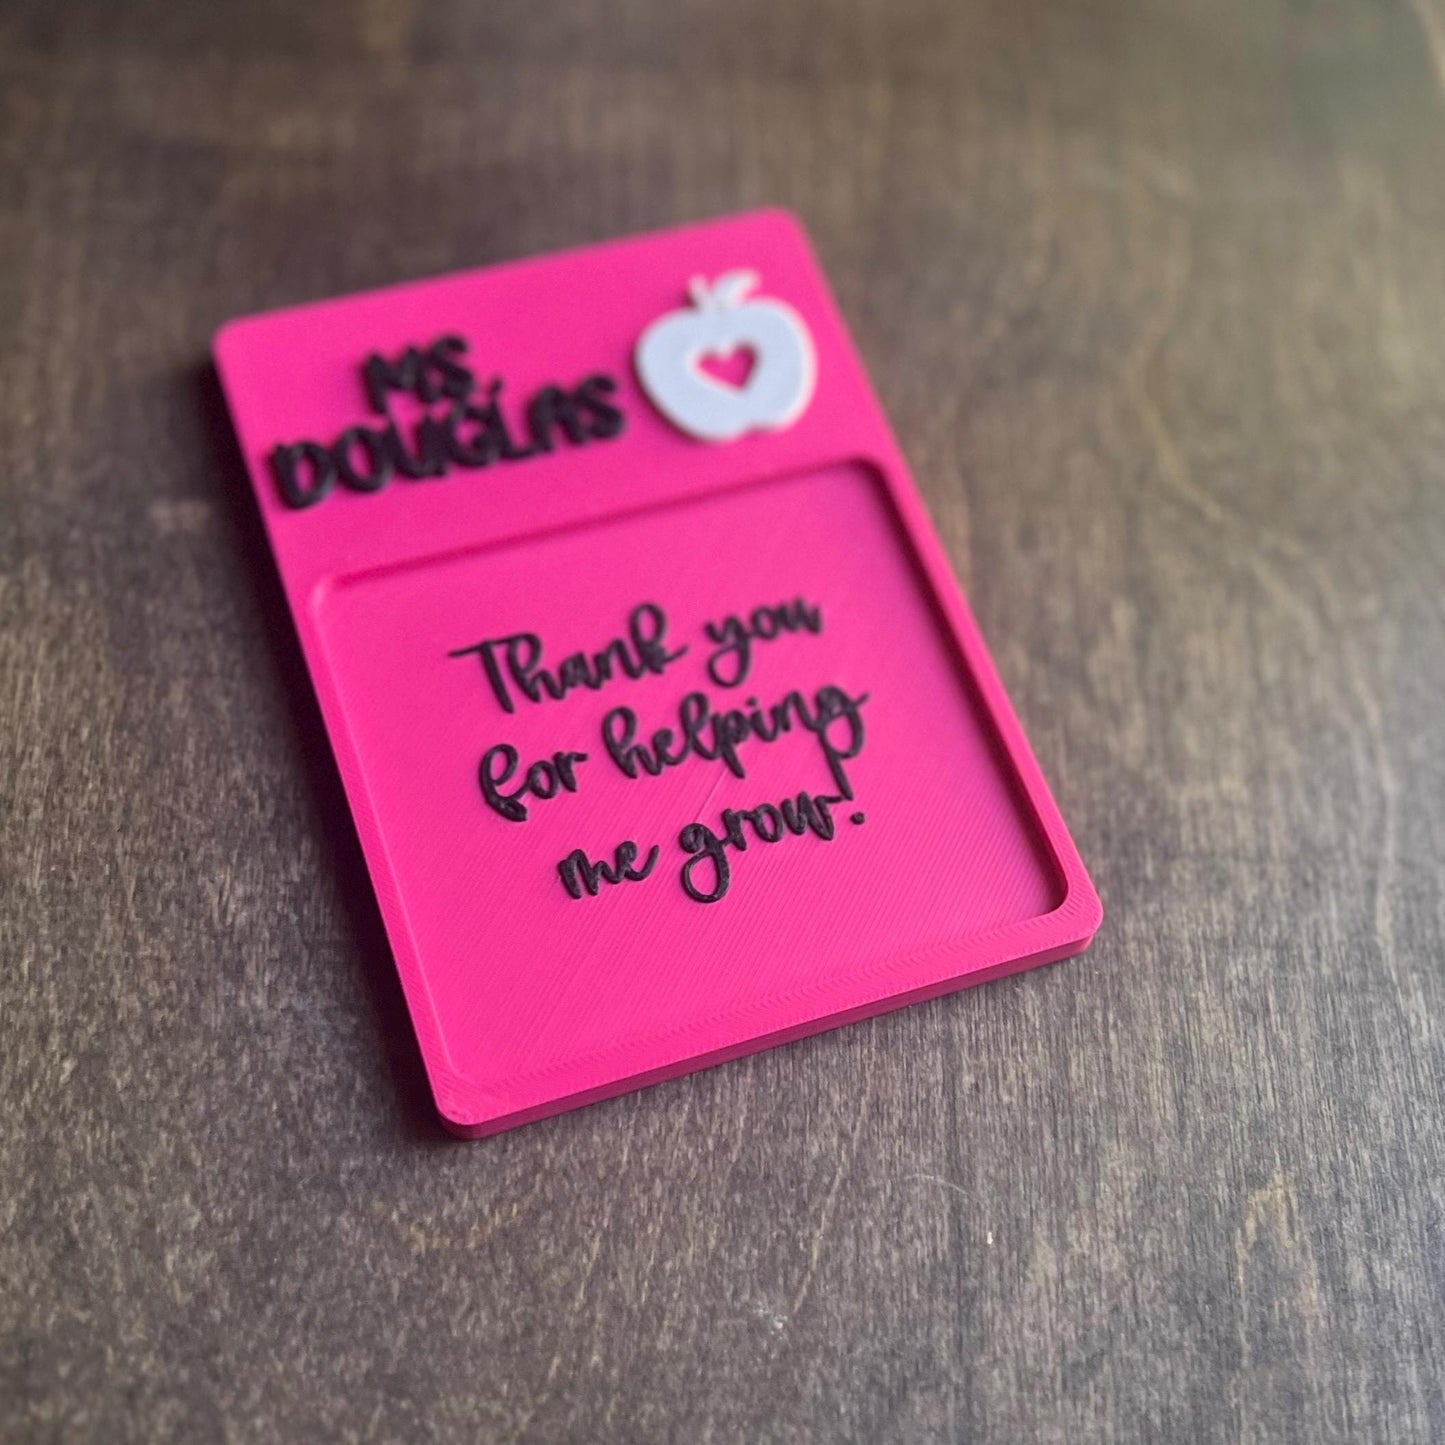 MS.
DOUGLAS
Thank you
for helping
me grow!